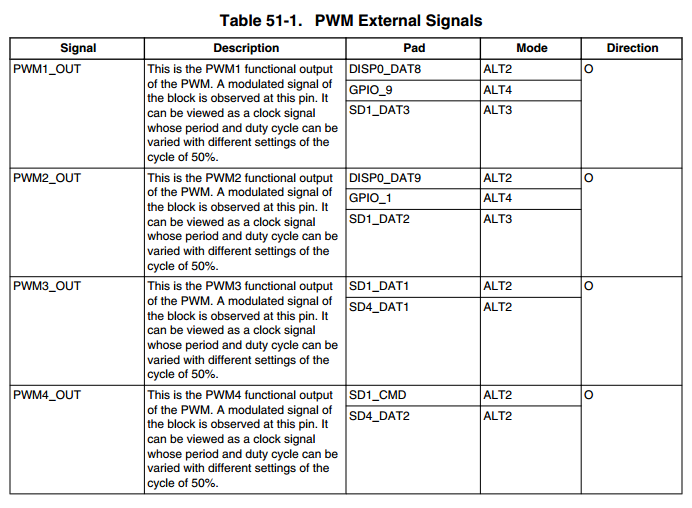 Table 51-1. PWM External Signals
Signal Description Pad Mode Direction
PWM1_OUT This is the PWM1 functional output DISP0_DAT8 ALT2 O
of the PWM. A modulated signal of GPIO_9 ALT4
the block is observed at this pin. It
can be viewed as a clock signal SD1_DAT3 ALT3
whose period and duty cycle can be
varied with different settings of the
cycle of 50%.
PWM2_OUT This is the PWM2 functional output DISP0_DAT9 ALT2 O
of the PWM. A modulated signal of GPIO_1 ALT4
the block is observed at this pin. It
can be viewed as a clock signal SD1_DAT2 ALT3
whose period and duty cycle can be
varied with different settings of the
cycle of 50%.
PWM3_OUT This is the PWM3 functional output SD1_DAT1 ALT2 O
of the PWM. A modulated signal of SD4_DAT1 ALT2
the block is observed at this pin. It
can be viewed as a clock signal
whose period and duty cycle can be
varied with different settings of the
cycle of 50%.
PWM4_OUT This is the PWM4 functional output SD1_CMD ALT2 O
of the PWM. A modulated signal of SD4_DAT2 ALT2
the block is observed at this pin. It
can be viewed as a clock signal
whose period and duty cycle can be
varied with different settings of the
cycle of 50%.